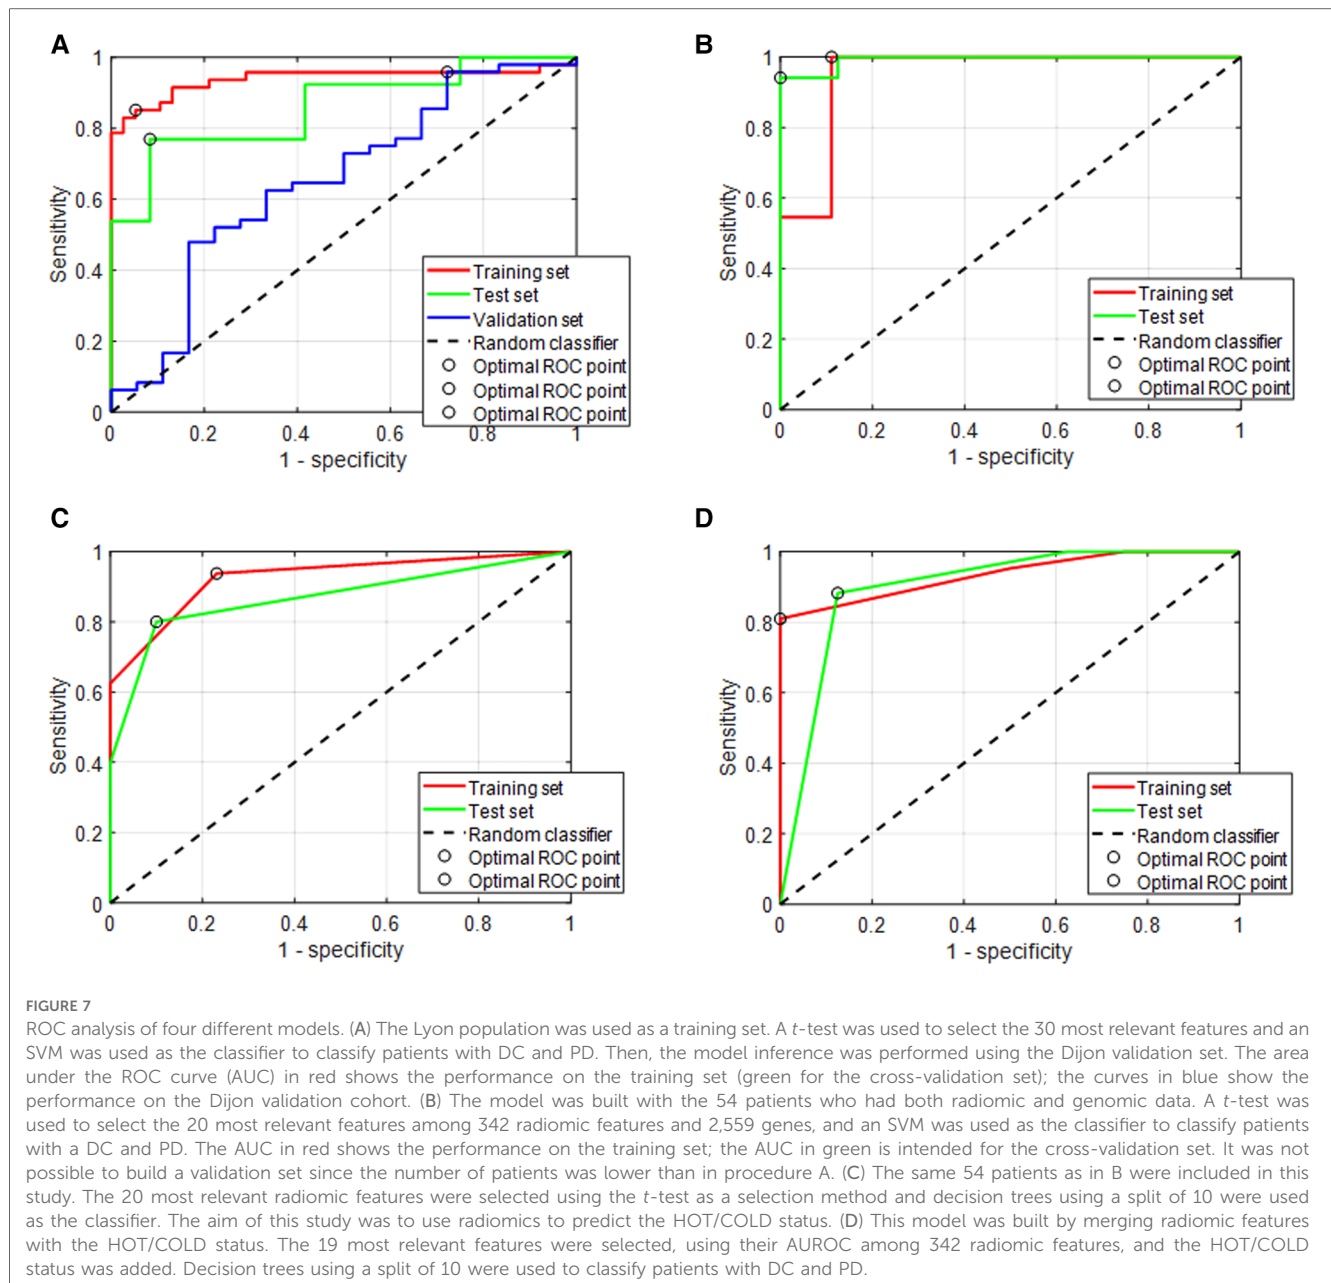 A
1
0.8
0.6
0.4
0.2
0
Sensitivity
0
0.2
0.4
0.6
0.8
1
1 - specificity
Training set
Test set
Validation set
Random classifier
Optimal ROC point
Optimal ROC point
Optimal ROC point
B
1
0.8
0.6
0.4
0.2
0
Sensitivity
0
0.2
0.4
0.6
0.8
1
1 - specificity
Training set
Test set
Random classifier
Optimal ROC point
Optimal ROC point
C
1
0.8
0.6
0.4
0.2
0
Sensitivity
0
0.2
0.4
0.6
0.8
1
1 - specificity
Training set
Test set
Random classifier
Optimal ROC point
Optimal ROC point
D
1
0.8
0.6
0.4
0.2
0
Sensitivity
0
0.2
0.4
0.6
0.8
1
1 - specificity
Training set
Test set
Random classifier
Optimal ROC point
Optimal ROC point
FIGURE 7
ROC analysis of four different models. (A) The Lyon population was used as a training set. A t-test was used to select the 30 most relevant features and an
SVM was used as the classifier to classify patients with DC and PD. Then, the model inference was performed using the Dijon validation set. The area
under the ROC curve (AUC) in red shows the performance on the training set (green for the cross-validation set); the curves in blue show the
performance on the Dijon validation cohort. (B) The model was built with the 54 patients who had both radiomic and genomic data. A t-test was
used to select the 20 most relevant features among 342 radiomic features and 2,559 genes, and an SVM was used as the classifier to classify patients
with a DC and PD. The AUC in red shows the performance on the training set; the AUC in green is intended for the cross-validation set. It was not
possible to build a validation set since the number of patients was lower than in procedure A. (C) The same 54 patients as in B were included in this
study. The 20 most relevant radiomic features were selected using the t-test as a selection method and decision trees using a split of 10 were used
as the classifier. The aim of this study was to use radiomics to predict the HOT/COLD status. (D) This model was built by merging radiomic features
with the HOT/COLD status. The 19 most relevant features were selected, using their AUROC among 342 radiomic features, and the HOT/COLD
status was added. Decision trees using a split of 10 were used to classify patients with DC and PD.